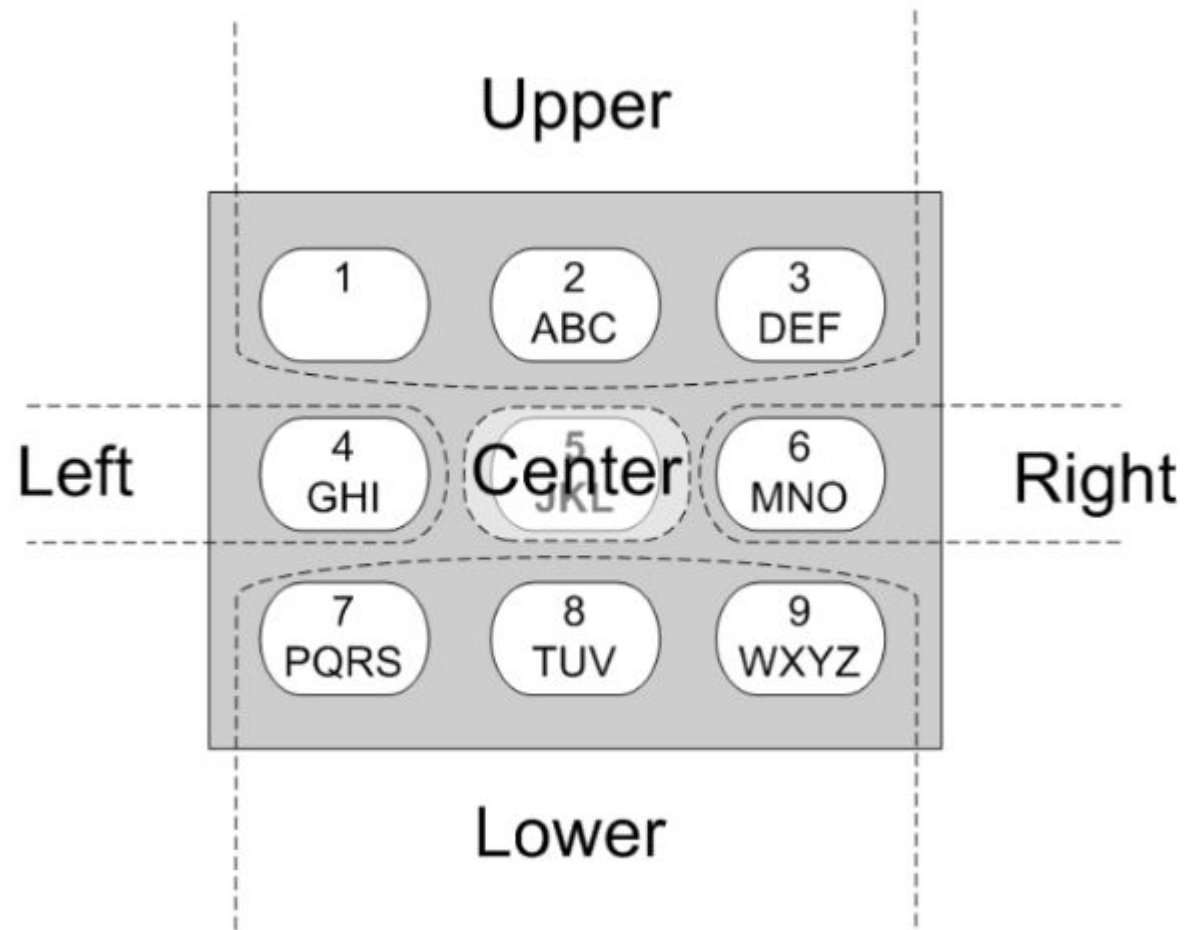 Upper
1
2
ABC
3
DEF
Left
4
GHI
5
JKL
Center
6
MNO
Right
7
PQRS
8
TUV
9
WXYZ
Lower